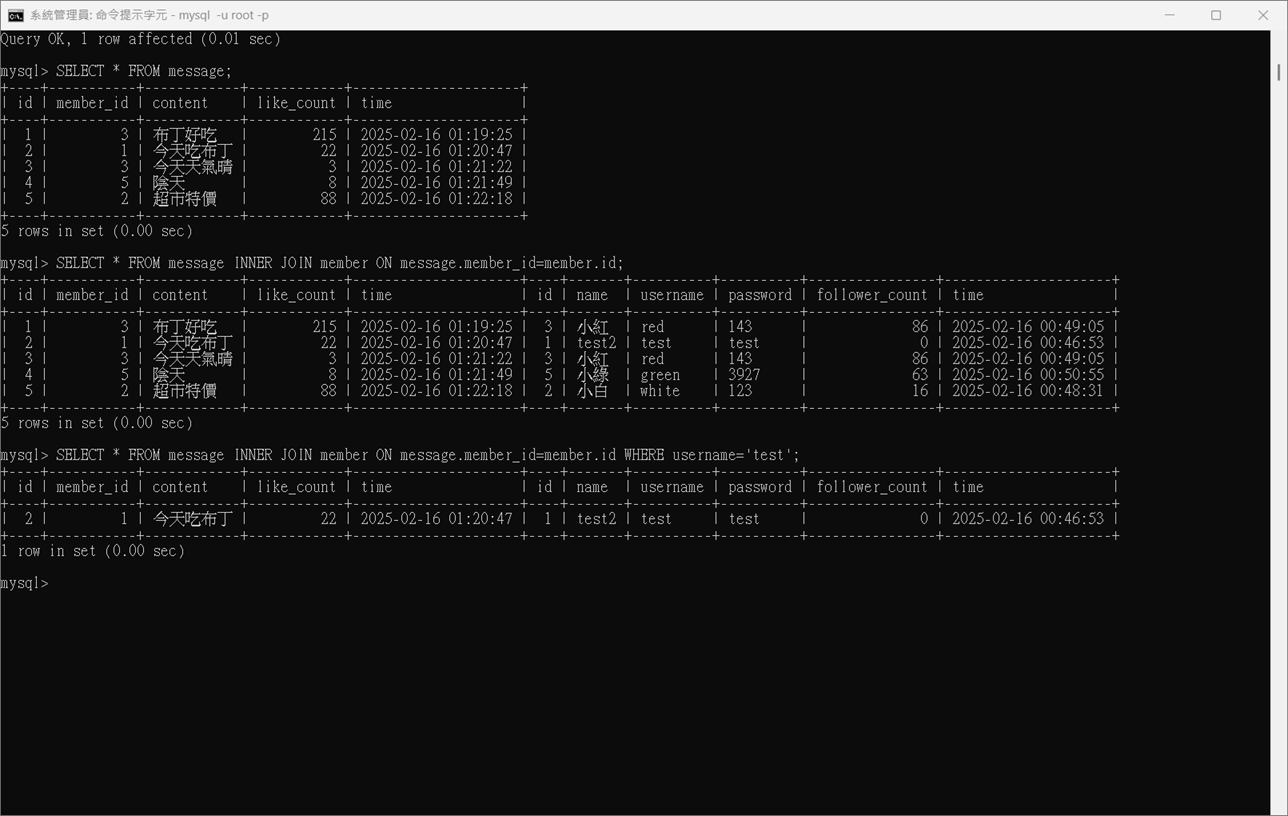 系統管理員: 命令提示字元 - mysql  -u root -p
Query OK, 1 row affected (0.01 sec)
mysql> SELECT * FROM message;
+----+-----------+------------+------------+---------------------+
| id | member_id | content    | like_count | time                |
+----+-----------+------------+------------+---------------------+
|  1 |         3 | 布丁好吃   |        215 | 2025-02-16 01:19:25 |
|  2 |         1 | 今天吃布丁 |         22 | 2025-02-16 01:20:47 |
|  3 |         3 | 今天天氣晴 |          3 | 2025-02-16 01:21:22 |
|  4 |         5 | 陰天       |          8 | 2025-02-16 01:21:49 |
|  5 |         2 | 超市特價   |         88 | 2025-02-16 01:22:18 |
+----+-----------+------------+------------+---------------------+
5 rows in set (0.00 sec)
mysql> SELECT * FROM message INNER JOIN member ON message.member_id=member.id;
+----+-----------+------------+------------+---------------------+----+-------+----------+----------+----------------+---------------------+
| id | member_id | content    | like_count | time                | id | name  | username | password | follower_count | time                |
+----+-----------+------------+------------+---------------------+----+-------+----------+----------+----------------+---------------------+
|  1 |         3 | 布丁好吃   |        215 | 2025-02-16 01:19:25 |  3 | 小紅  | red      | 143      |             86 | 2025-02-16 00:49:05 |
|  2 |         1 | 今天吃布丁 |         22 | 2025-02-16 01:20:47 |  1 | test2 | test     | test     |              0 | 2025-02-16 00:46:53 |
|  3 |         3 | 今天天氣晴 |          3 | 2025-02-16 01:21:22 |  3 | 小紅  | red      | 143      |             86 | 2025-02-16 00:49:05 |
|  4 |         5 | 陰天       |          8 | 2025-02-16 01:21:49 |  5 | 小綠  | green    | 3927     |             63 | 2025-02-16 00:50:55 |
|  5 |         2 | 超市特價   |         88 | 2025-02-16 01:22:18 |  2 | 小白  | white    | 123      |             16 | 2025-02-16 00:48:31 |
+----+-----------+------------+------------+---------------------+----+-------+----------+----------+----------------+---------------------+
5 rows in set (0.00 sec)
mysql> SELECT * FROM message INNER JOIN member ON message.member_id=member.id WHERE username='test';
+----+-----------+------------+------------+---------------------+----+-------+----------+----------+----------------+---------------------+
| id | member_id | content    | like_count | time                | id | name  | username | password | follower_count | time                |
+----+-----------+------------+------------+---------------------+----+-------+----------+----------+----------------+---------------------+
|  2 |         1 | 今天吃布丁 |         22 | 2025-02-16 01:20:47 |  1 | test2 | test     | test     |              0 | 2025-02-16 00:46:53 |
+----+-----------+------------+------------+---------------------+----+-------+----------+----------+----------------+---------------------+
1 row in set (0.00 sec)
mysql>